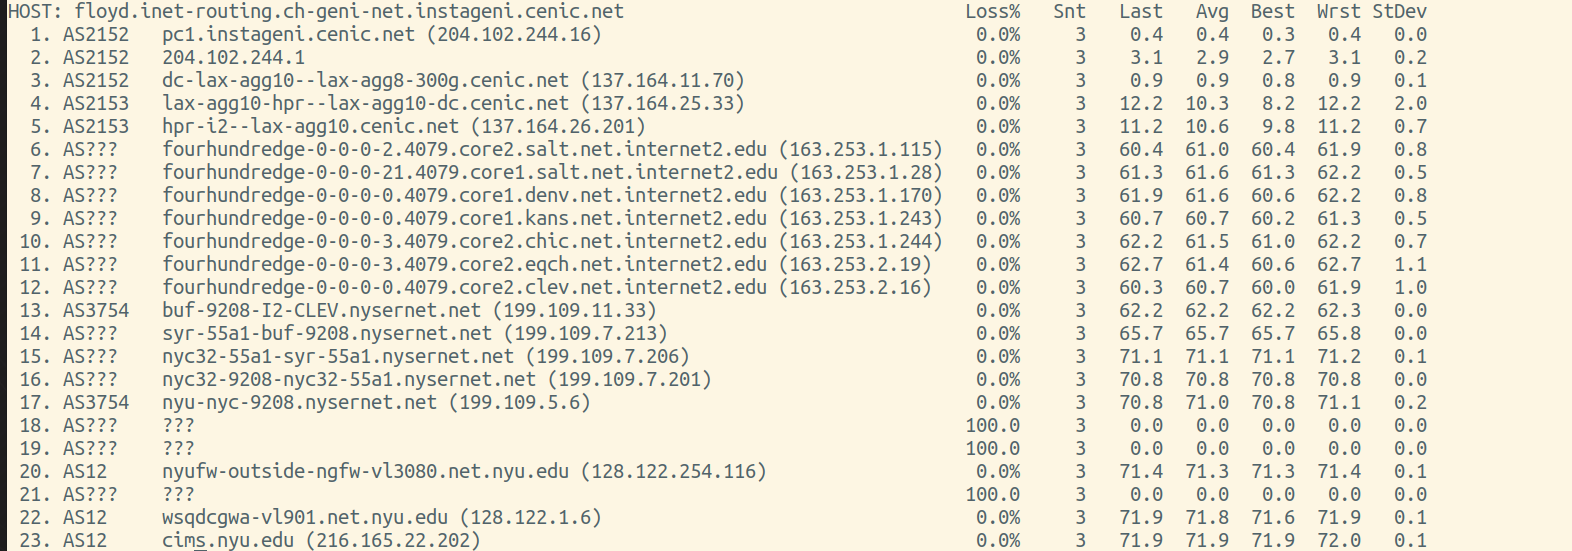 HOST: floyd.inet-routing.ch-geni-net.instageni.cenic.net Loss% Snt Last Avg Best Wrst StDev
1. AS2152 pc1.instageni.cenic.net (204.102.244.16) 0.0% 3 0.4 0.4 0.3 0.4 0.0
2. AS2152 204.102.244.1 0.0% 3 3.1 2.9 2.7 3.1 0.2
3. AS2152 dc-lax-agg10--lax-agg8-300g.cenic.net (137.164.11.70) 0.0% 3 0.9 0.9 0.8 0.9 0.1
4. AS2153 lax-agg10-hpr--lax-agg10-dc.cenic.net (137.164.25.33) 0.0% 3 12.2 10.3 8.2 12.2 2.0
5. AS2153 hpr-i2--lax-agg10.cenic.net (137.164.26.201) 0.0% 3 11.2 10.6 9.8 11.2 0.7
6. AS??? fourhundredge-0-0-0-2.4079.core2.salt.net.internet2.edu (163.253.1.115) 0.0% 3 60.4 61.0 60.4 61.9 0.8
7. AS??? fourhundredge-0-0-0-21.4079.core1.salt.net.internet2.edu (163.253.1.28) 0.0% 3 61.3 61.6 61.3 62.2 0.5
8. AS??? fourhundredge-0-0-0-0.4079.core1.denv.net.internet2.edu (163.253.1.170) 0.0% 3 61.9 61.6 60.6 62.2 0.8
9. AS??? fourhundredge-0-0-0-0.4079.core1.kans.net.internet2.edu (163.253.1.243) 0.0% 3 60.7 60.7 60.2 61.3 0.5
10. AS??? fourhundredge-0-0-0-3.4079.core2.chic.net.internet2.edu (163.253.1.244) 0.0% 3 62.2 61.5 61.0 62.2 0.7
11. AS??? fourhundredge-0-0-0-3.4079.core2.eqch.net.internet2.edu (163.253.2.19) 0.0% 3 62.7 61.4 60.6 62.7 1.1
12. AS??? fourhundredge-0-0-0-0.4079.core2.clev.net.internet2.edu (163.253.2.16) 0.0% 3 60.3 60.7 60.0 61.9 1.0
13. AS3754 buf-9208-I2-CLEV.nysernet.net (199.109.11.33) 0.0% 3 62.2 62.2 62.2 62.3 0.0
14. AS??? syr-55a1-buf-9208.nysernet.net (199.109.7.213) 0.0% 3 65.7 65.7 65.7 65.8 0.0
15. AS??? nyc32-55a1-syr-55a1.nysernet.net (199.109.7.206) 0.0% 3 71.1 71.1 71.1 71.2 0.1
16. AS??? nyc32-9208-nyc32-55a1.nysernet.net (199.109.7.201) 0.0% 3 70.8 70.8 70.8 70.8 0.0
17. AS3754 nyu-nyc-9208.nysernet.net (199.109.5.6) 0.0% 3 70.8 71.0 70.8 71.1 0.2
18. AS??? ??? 100.0 3 0.0 0.0 0.0 0.0 0.0
19. AS??? ??? 100.0 3 0.0 0.0 0.0 0.0 0.0
20. AS12 nyufw-outside-ngfw-vl3080.net.nyu.edu (128.122.254.116) 0.0% 3 71.4 71.3 71.3 71.4 0.1
21. AS??? ??? 100.0 3 0.0 0.0 0.0 0.0 0.0
22. AS12 wsqdcgwa-vl901.net.nyu.edu (128.122.1.6) 0.0% 3 71.9 71.8 71.6 71.9 0.1
23. AS12 cims.nyu.edu (216.165.22.202) 0.0% 3 71.9 71.9 71.9 72.0 0.1